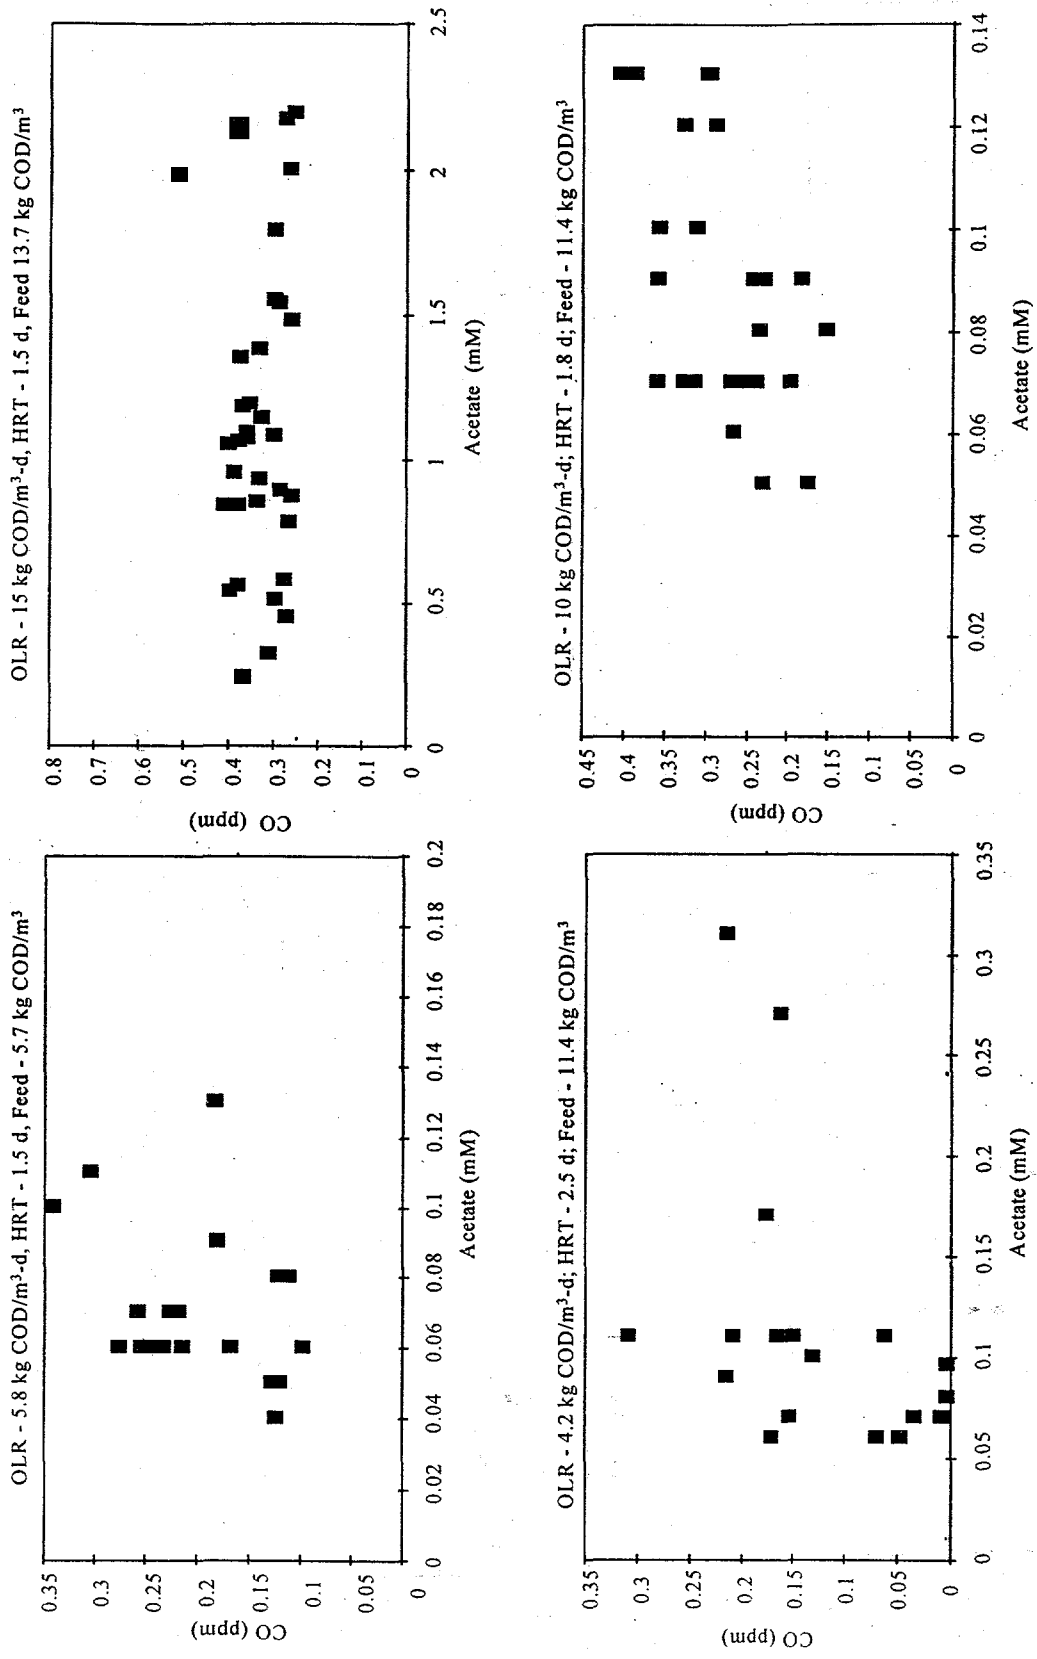 OLR - 5.8 kg COD/m³-d, HRT - 1.5 d, Feed - 5.7 kg COD/m³
CO (ppm)
0.35
0.3
0.25
0.2
0.15
0.1
0.05
0
0 0.02 0.04 0.06 0.08 0.1 0.12 0.14 0.16 0.18 0.2
Acetate (mM)
OLR - 15 kg COD/m³-d, HRT - 1.5 d, Feed 13.7 kg COD/m³
CO (ppm)
0.8
0.7
0.6
0.5
0.4
0.3
0.2
0.1
0
0 0.5 1 1.5 2 2.5
Acetate (mM)
OLR - 4.2 kg COD/m³-d; HRT - 2.5 d; Feed - 11.4 kg COD/m³
CO (ppm)
0.35
0.3
0.25
0.2
0.15
0.1
0.05
0
0 0.05 0.1 0.15 0.2 0.25 0.3 0.35
Acetate (mM)
OLR - 10 kg COD/m³-d; HRT - 1.8 d; Feed - 11.4 kg COD/m³
CO (ppm)
0.45
0.4
0.35
0.3
0.25
0.2
0.15
0.1
0.05
0
0 0.02 0.04 0.06 0.08 0.1 0.12 0.14
Acetate (mM)